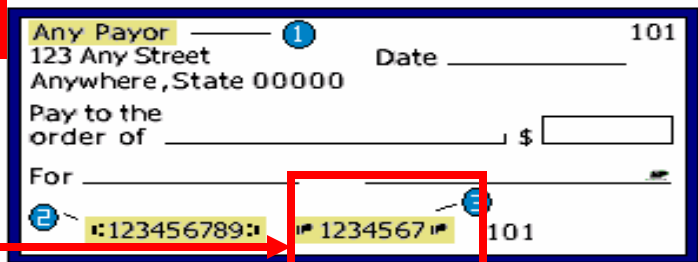 Any Payor 1 101
123 Any Street Date
Anywhere, State 00000
Pay to the
order of $
For
2 ⑆123456789⑆ ⑈1234567⑈ 3 101